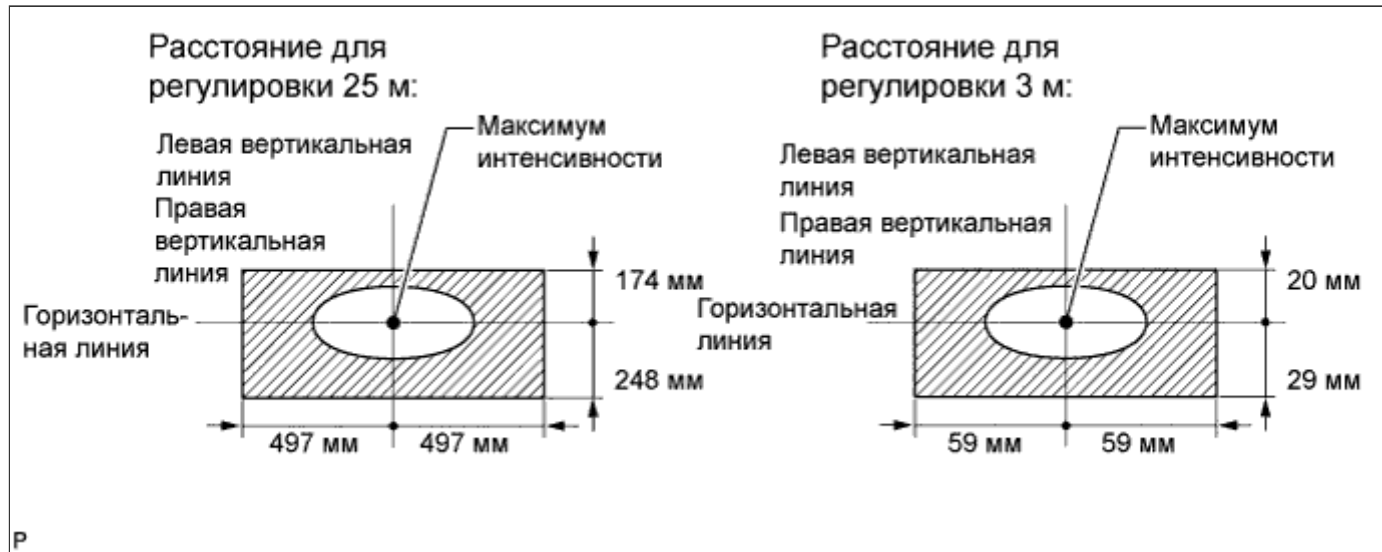 Расстояние для
регулировки 25 м:
Максимум
интенсивности
Левая вертикальная
линия
Правая
вертикальная
линия
174 мм
Горизонталь-
ная линия
248 мм
497 мм
497 мм
Расстояние для
регулировки 3 м:
Максимум
интенсивности
Левая вертикальная
линия
Правая вертикальная
линия
20 мм
Горизонтальная
линия
29 мм
59 мм
59 мм
P